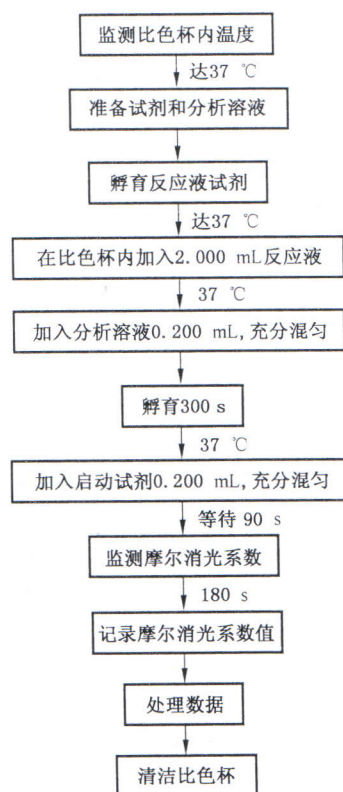 监测比色杯内温度
达37 ℃
准备试剂和分析溶液
孵育反应液试剂
达37 ℃
在比色杯内加入2.000 mL反应液
37 ℃
加入分析溶液0.200 mL,充分混匀
孵育300 s
37 ℃
加入启动试剂0.200 mL,充分混匀
等待 90 s
监测摩尔消光系数
180 s
记录摩尔消光系数值
处理数据
清洁比色杯